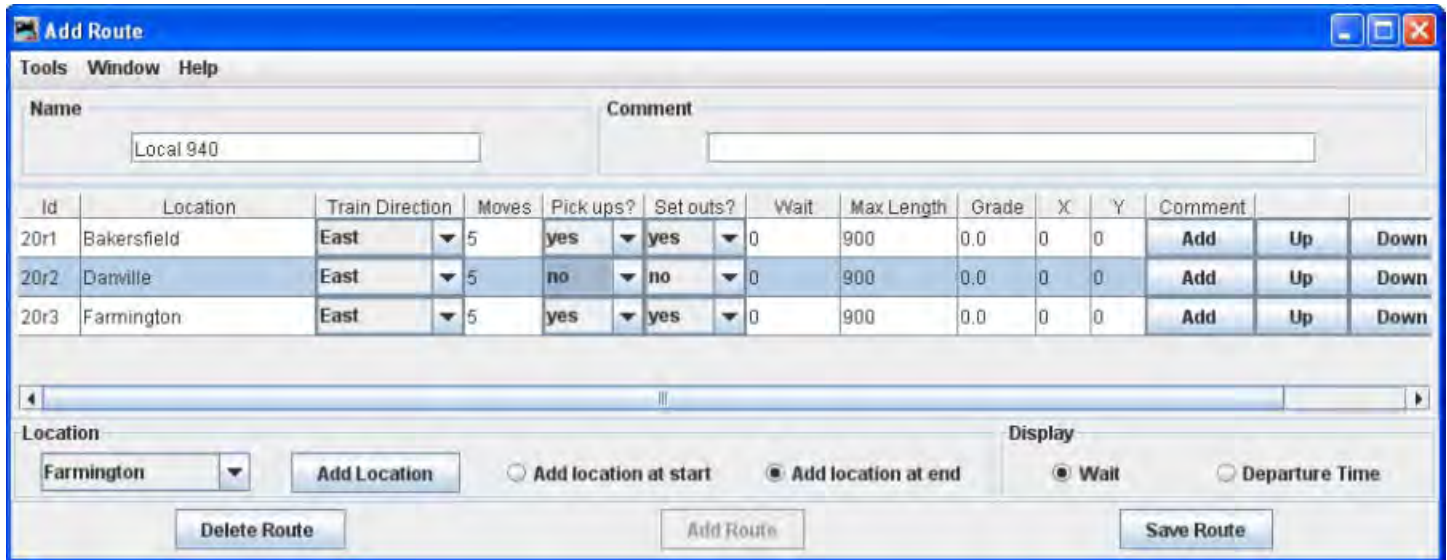 Add Route
Tools Window Help
Name Comment
Local 940
Id Location Train Direction Moves Pick ups? Set outs? Wait Max Length Grade X Y Comment
20r1 Bakersfield East 5 yes yes 0 900 0.0 0 0 Add Up Down
20r2 Danville East 5 no no 0 900 0.0 0 0 Add Up Down
20r3 Farmington East 5 yes yes 0 900 0.0 0 0 Add Up Down
Location Display
Farmington Add Location Add location at start Add location at end Wait Departure Time
Delete Route Add Route Save Route